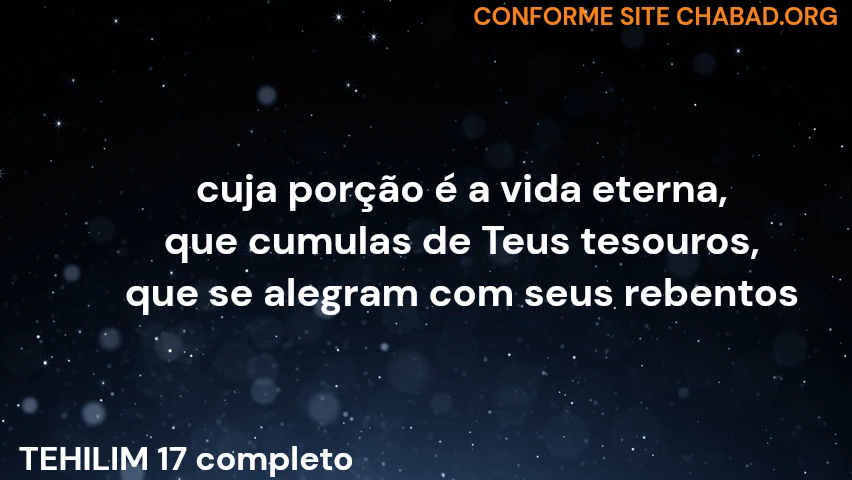 CONFORME SITE CHABAD.ORG
cuja porção é a vida eterna,
que cumulas de Teus tesouros,
que se alegram com seus rebentos
TEHILIM 17 completo